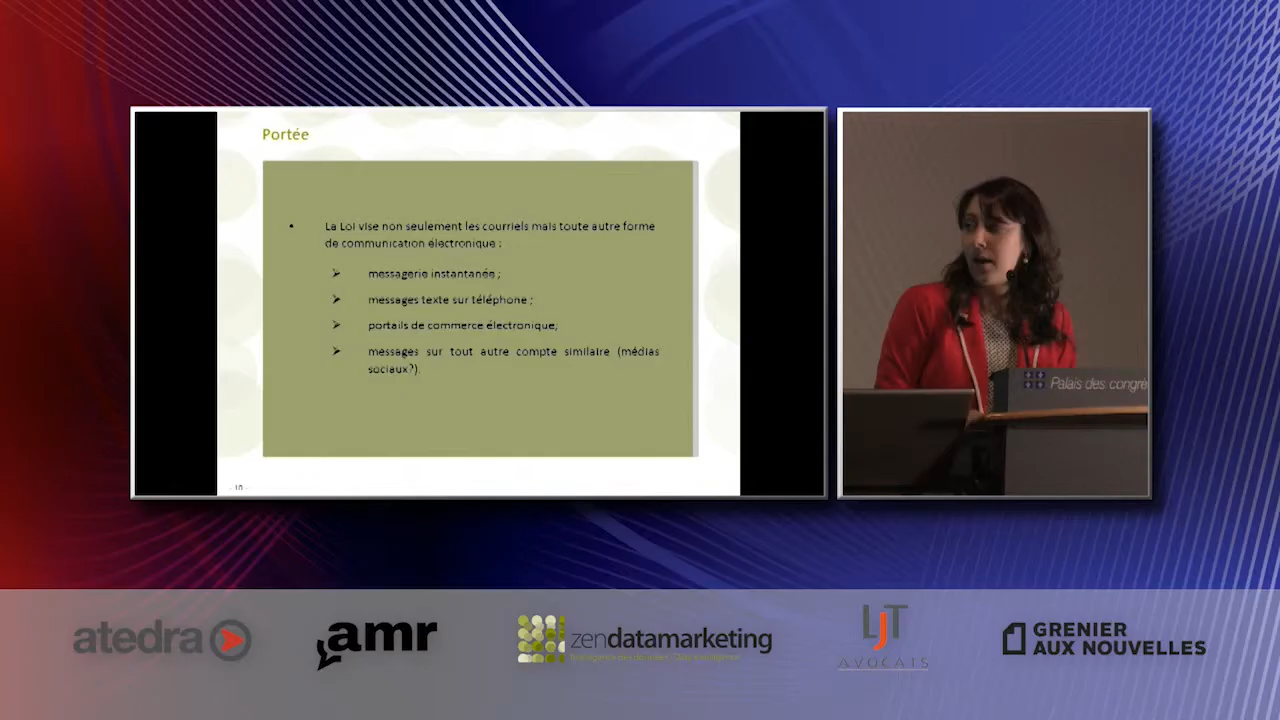 Portée
• La Loi vise non seulement les courriels mais toute autre forme
de communication électronique :
➢ messagerie instantanée ;
➢ messages texte sur téléphone ;
➢ portails de commerce électronique,
➢ messages sur tout autre compte similaire (médias
sociaux?).
- 10 -
Palais des congrè
atedra
amr
zendatamarketing
LJT
AVOCATS
GRENIER
AUX NOUVELLES